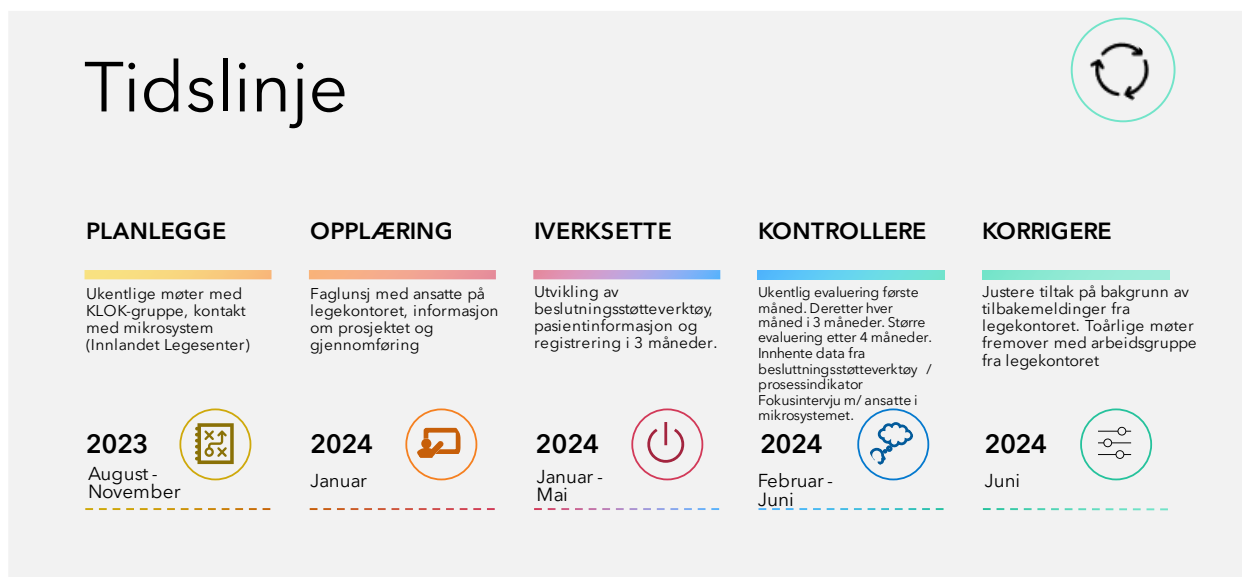 Tidslinje
PLANLEGGE
Ukentlige møter med
KLOK-gruppe, kontakt
med mikrosystem
(Innlandet Legesenter)
2023
August -
November
OPPLÆRING
Faglunsj med ansatte på
legekontoret, informasjon
om prosjektet og
gjennomføring
2024
Januar
IVERKSETTE
Utvikling av
beslutningsstøtteverktøy,
pasientinformasjon og
registrering i 3 måneder.
2024
Januar -
Mai
KONTROLLERE
Ukentlig evaluering første
måned. Deretter hver
måned i 3 måneder. Større
evaluering etter 4 måneder.
Innhente data fra
besluttningsstøtteverktøy /
prosessindikator
Fokusintervju m/ ansatte i
mikrosystemet.
2024
Februar -
Juni
KORRIGERE
Justere tiltak på bakgrunn av
tilbakemeldinger fra
legekontoret. Toårlige møter
fremover med arbeidsgruppe
fra legekontoret
2024
Juni